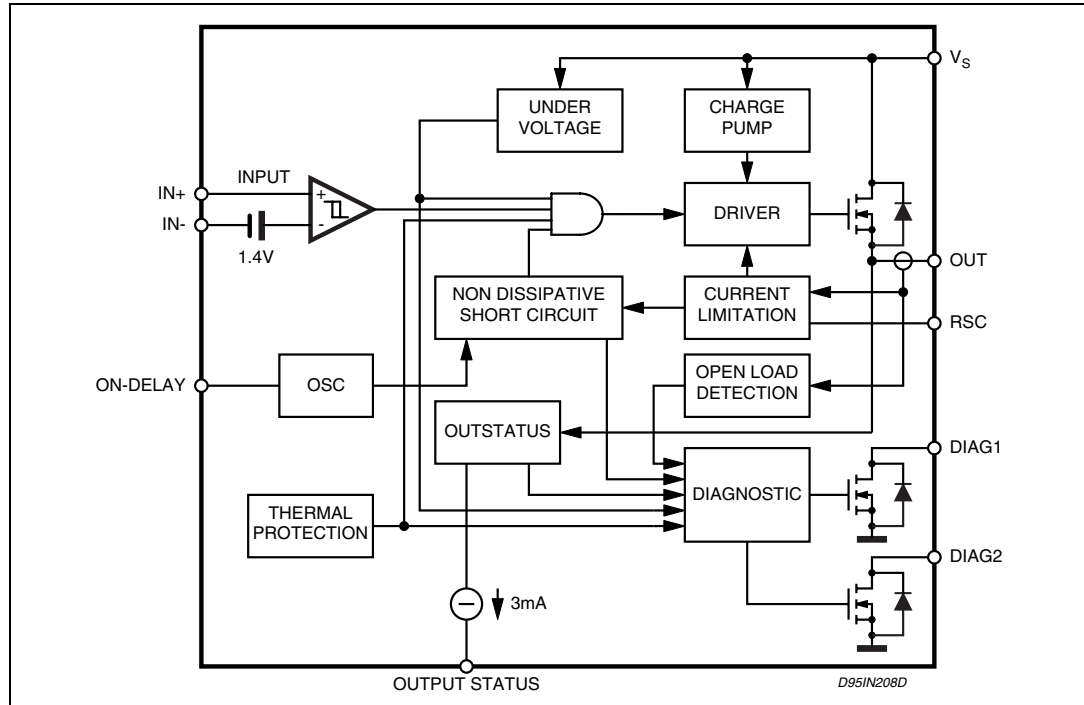 V_S
UNDER
VOLTAGE
CHARGE
PUMP
INPUT
IN+
IN-
+
-
1.4V
DRIVER
OUT
NON DISSIPATIVE
SHORT CIRCUIT
CURRENT
LIMITATION
RSC
ON-DELAY
OSC
OPEN LOAD
DETECTION
OUTSTATUS
DIAG1
DIAGNOSTIC
THERMAL
PROTECTION
DIAG2
3mA
OUTPUT STATUS
D95IN208D